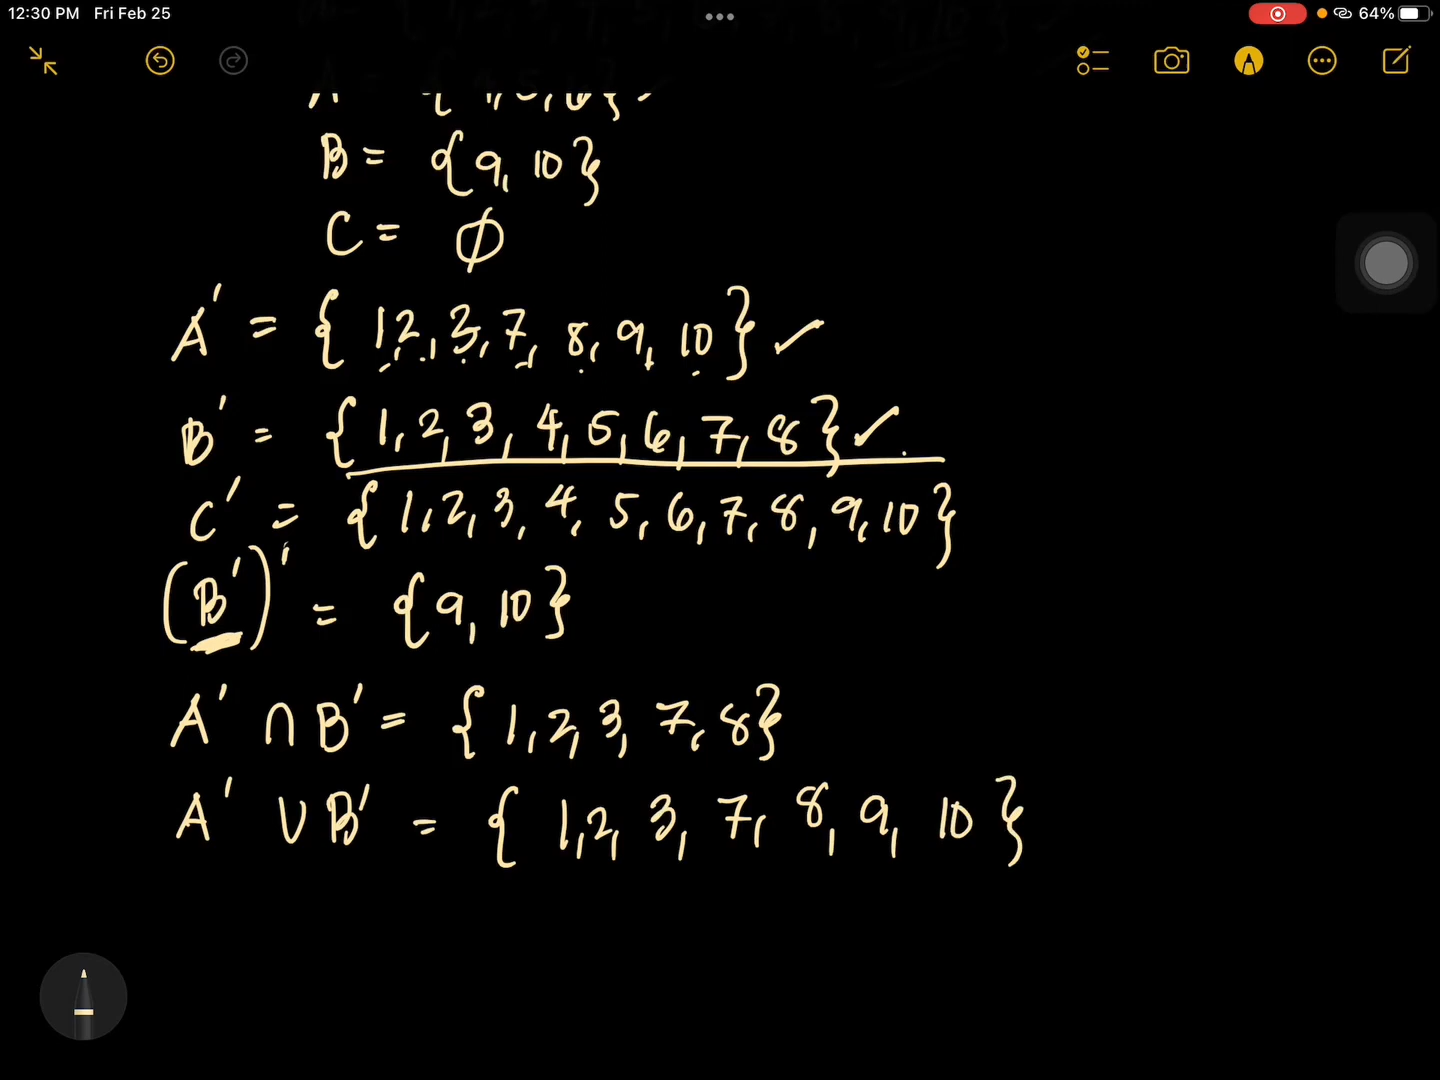 12:30 PM Fri Feb 25
64%
B = {9, 10}
C = ∅
A' = {1,2,3,7,8,9,10} ✓
B' = {1,2,3,4,5,6,7,8} ✓
C' = {1,2,3,4,5,6,7,8,9,10}
(B')' = {9, 10}
A' ∩ B' = {1,2,3,7,8}
A' ∪ B' = {1,2,3,7,8,9,10}